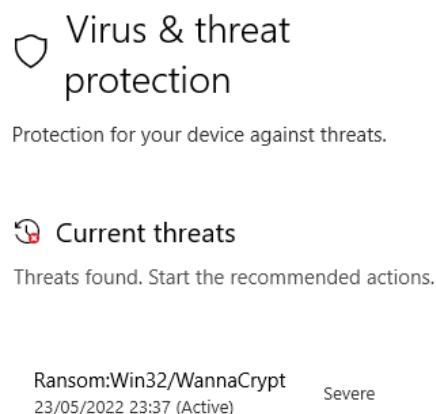 Virus & threat
protection
Protection for your device against threats.
Current threats
Threats found. Start the recommended actions.
Ransom:Win32/WannaCrypt
Severe
23/05/2022 23:37 (Active)